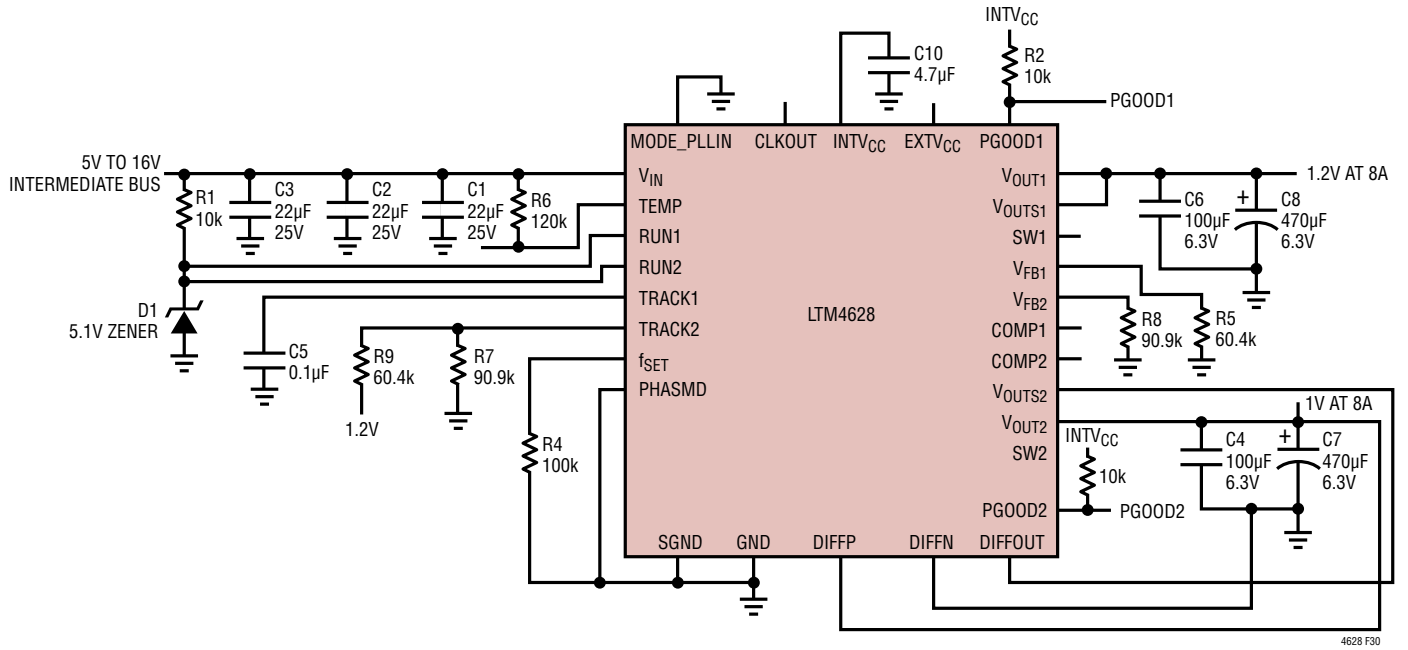 INTVCC
C10
4.7µF
R2
10k
PGOOD1
MODE_PLLIN
CLKOUT
INTVCC
EXTVCC
PGOOD1
5V TO 16V
INTERMEDIATE BUS
R1
10k
C3
22µF
25V
C2
22µF
25V
C1
22µF
25V
R6
120k
VIN
TEMP
RUN1
RUN2
TRACK1
TRACK2
fSET
PHASMD
LTM4628
VOUT1
VOUTS1
SW1
VFB1
VFB2
COMP1
COMP2
VOUTS2
VOUT2
SW2
PGOOD2
1.2V AT 8A
C6
100µF
6.3V
+
C8
470µF
6.3V
D1
5.1V ZENER
C5
0.1µF
R9
60.4k
1.2V
R7
90.9k
R4
100k
R8
90.9k
R5
60.4k
1V AT 8A
INTVCC
10k
PGOOD2
C4
100µF
6.3V
+
C7
470µF
6.3V
SGND
GND
DIFFP
DIFFN
DIFFOUT
4628 F30